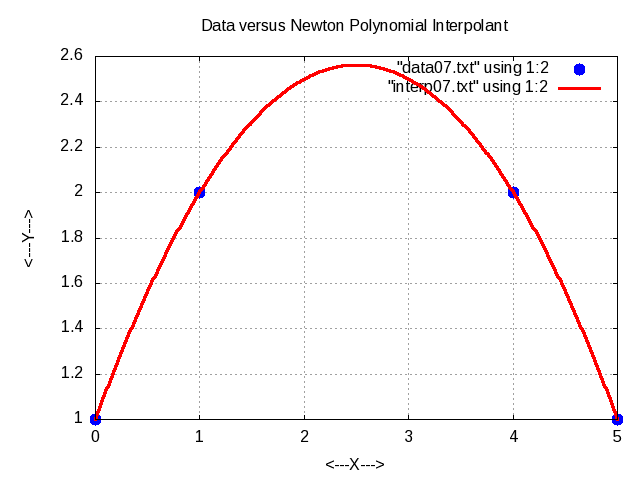 Data versus Newton Polynomial Interpolant
"data07.txt" using 1:2
"interp07.txt" using 1:2
2.6
2.4
2.2
2
1.8
1.6
1.4
1.2
1
<---Y--->
0 1 2 3 4 5
<---X--->